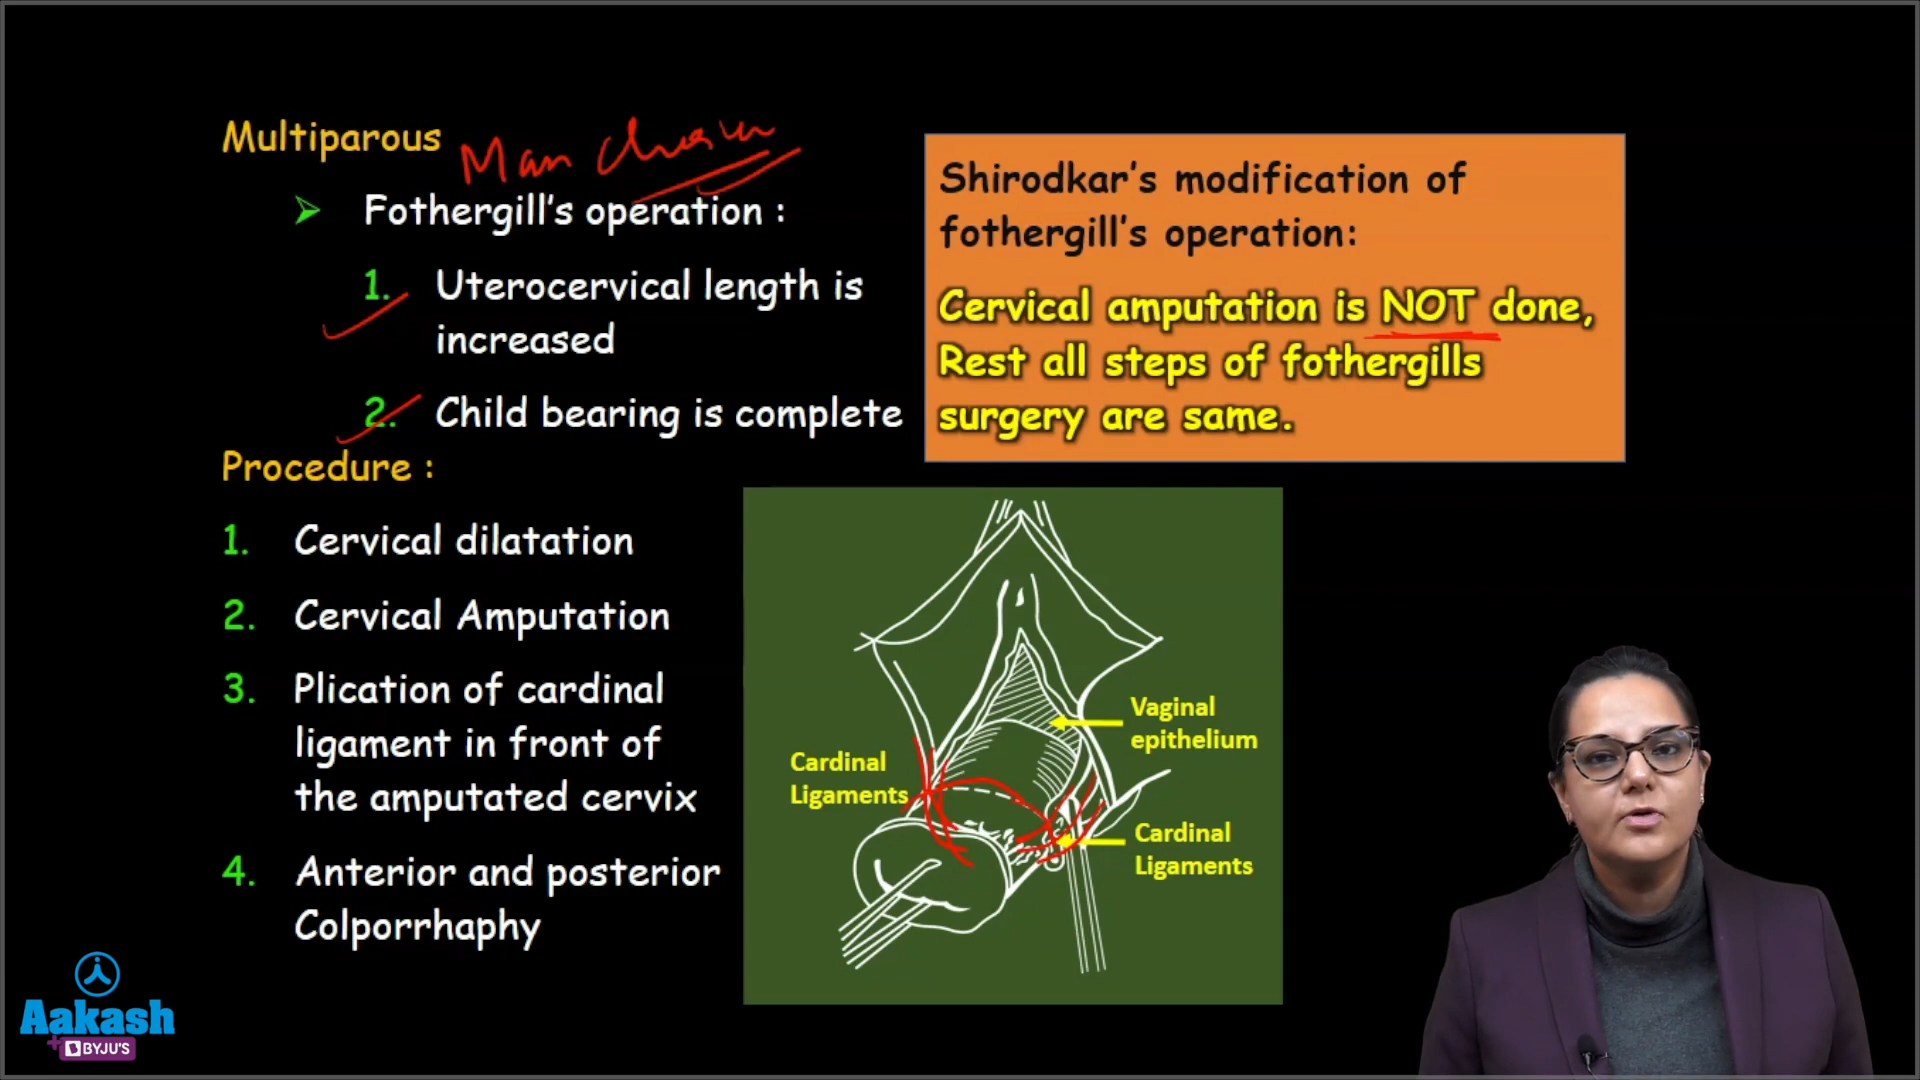 Multiparous
Man
➤ Fothergill's operation :
1. Uterocervical length is
increased
2. Child bearing is complete
Procedure :
1. Cervical dilatation
2. Cervical Amputation
3. Plication of cardinal
ligament in front of
the amputated cervix
4. Anterior and posterior
Colporrhaphy
Shirodkar's modification of
fothergill's operation:
Cervical amputation is NOT done,
Rest all steps of fothergills
surgery are same.
Vaginal
epithelium
Cardinal
Ligaments
Cardinal
Ligaments
Aakash
+ BYJU'S